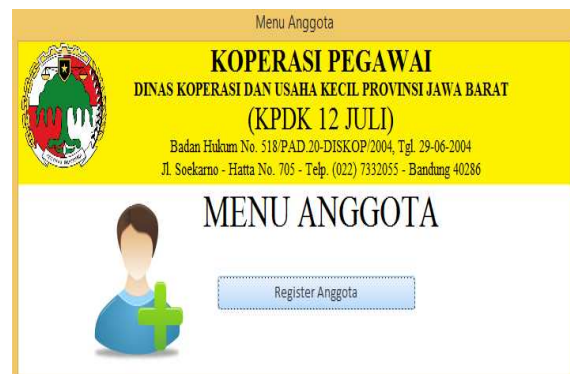 Menu Anggota
KOPERASI PEGAWAI
DINAS KOPERASI DAN USAHA KECIL PROVINSI JAWA BARAT
(KPDK 12 JULI)
Badan Hukum No. 518/PAD.20-DISKOP/2004, Tgl. 29-06-2004
Jl. Soekarno - Hatta No. 705 - Telp. (022) 7332055 - Bandung 40286
MENU ANGGOTA
Register Anggota